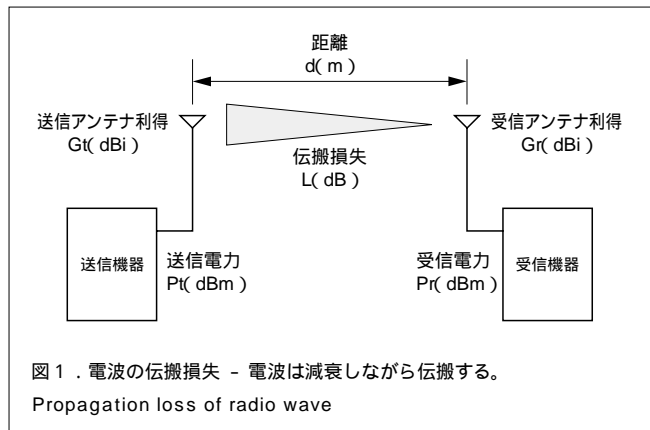 距離
d( m )
送信アンテナ利得
Gt( dBi )
受信アンテナ利得
Gr( dBi )
伝搬損失
L( dB )
送信機器
送信電力
Pt( dBm )
受信電力
Pr( dBm )
受信機器
図1．電波の伝搬損失 － 電波は減衰しながら伝搬する。
Propagation loss of radio wave